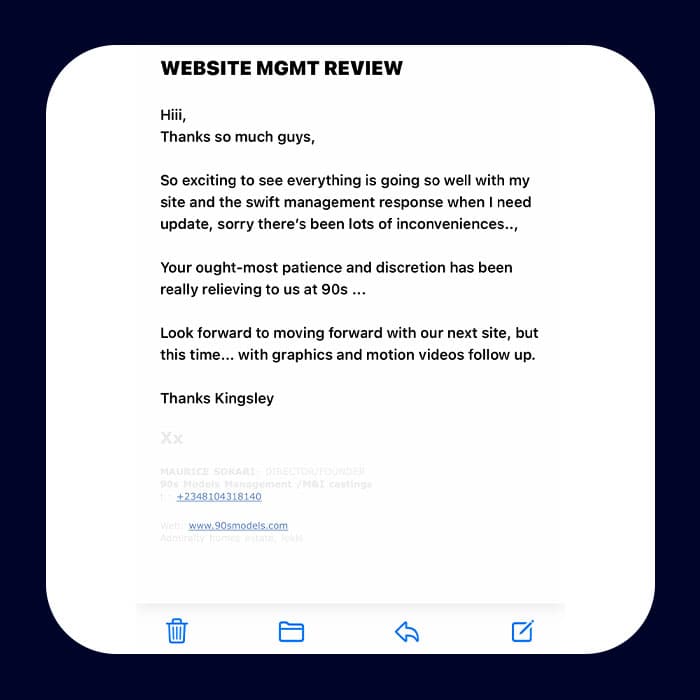 WEBSITE MGMT REVIEW
Hiii,
Thanks so much guys,
So exciting to see everything is going so well with my
site and the swift management response when I need
update, sorry there's been lots of inconveniences..,
Your ought-most patience and discretion has been
really relieving to us at 90s ...
Look forward to moving forward with our next site, but
this time... with graphics and motion videos follow up.
Thanks Kingsley
Xx
MAURICE SOKARI- DIRECTOR/FOUNDER
90s Models Management /M&I castings
t: +2348104318140
Web: www.90smodels.com
Admiralty homes estate, lekki